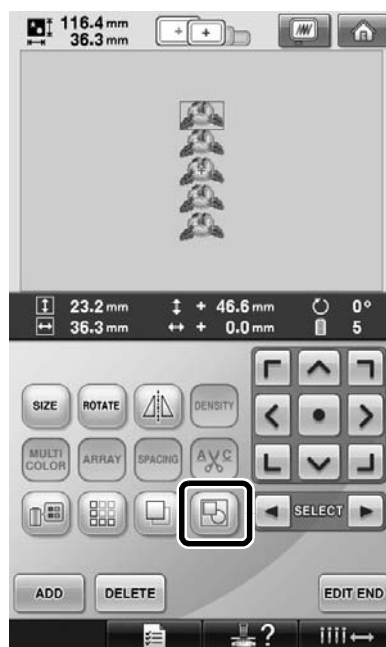 116.4 mm
36.3 mm
23.2 mm + 46.6 mm 0°
36.3 mm + 0.0 mm 5
SIZE ROTATE DENSITY
MULTI COLOR ARRAY SPACING A C
SELECT
ADD DELETE EDIT END
?